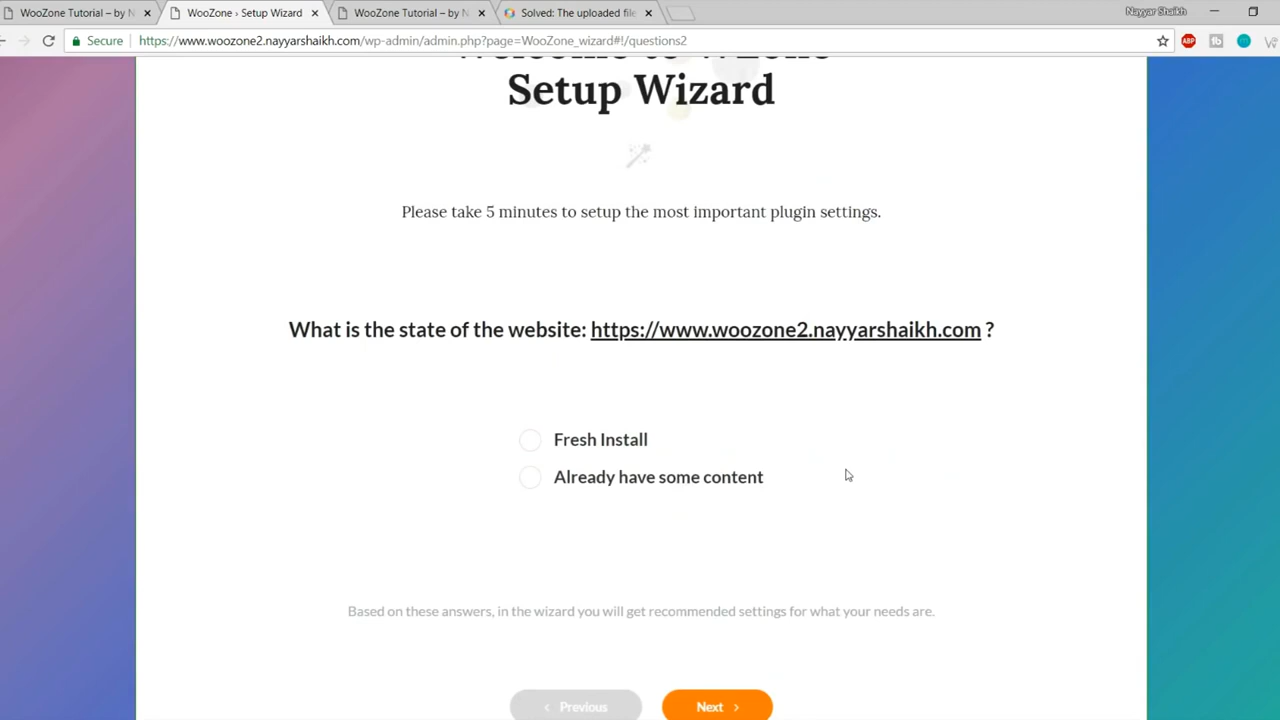 WooZone Tutorial – by N
WooZone › Setup Wizard
WooZone Tutorial – by N
Solved: The uploaded file
Nayyar Shaikh
Secure
https://www.woozone2.nayyarshaikh.com/wp-admin/admin.php?page=WooZone_wizard#!/questions2
ABP
Welcome to WZone
Setup Wizard
Please take 5 minutes to setup the most important plugin settings.
What is the state of the website: https://www.woozone2.nayyarshaikh.com ?
Fresh Install
Already have some content
Based on these answers, in the wizard you will get recommended settings for what your needs are.
‹ Previous
Next ›